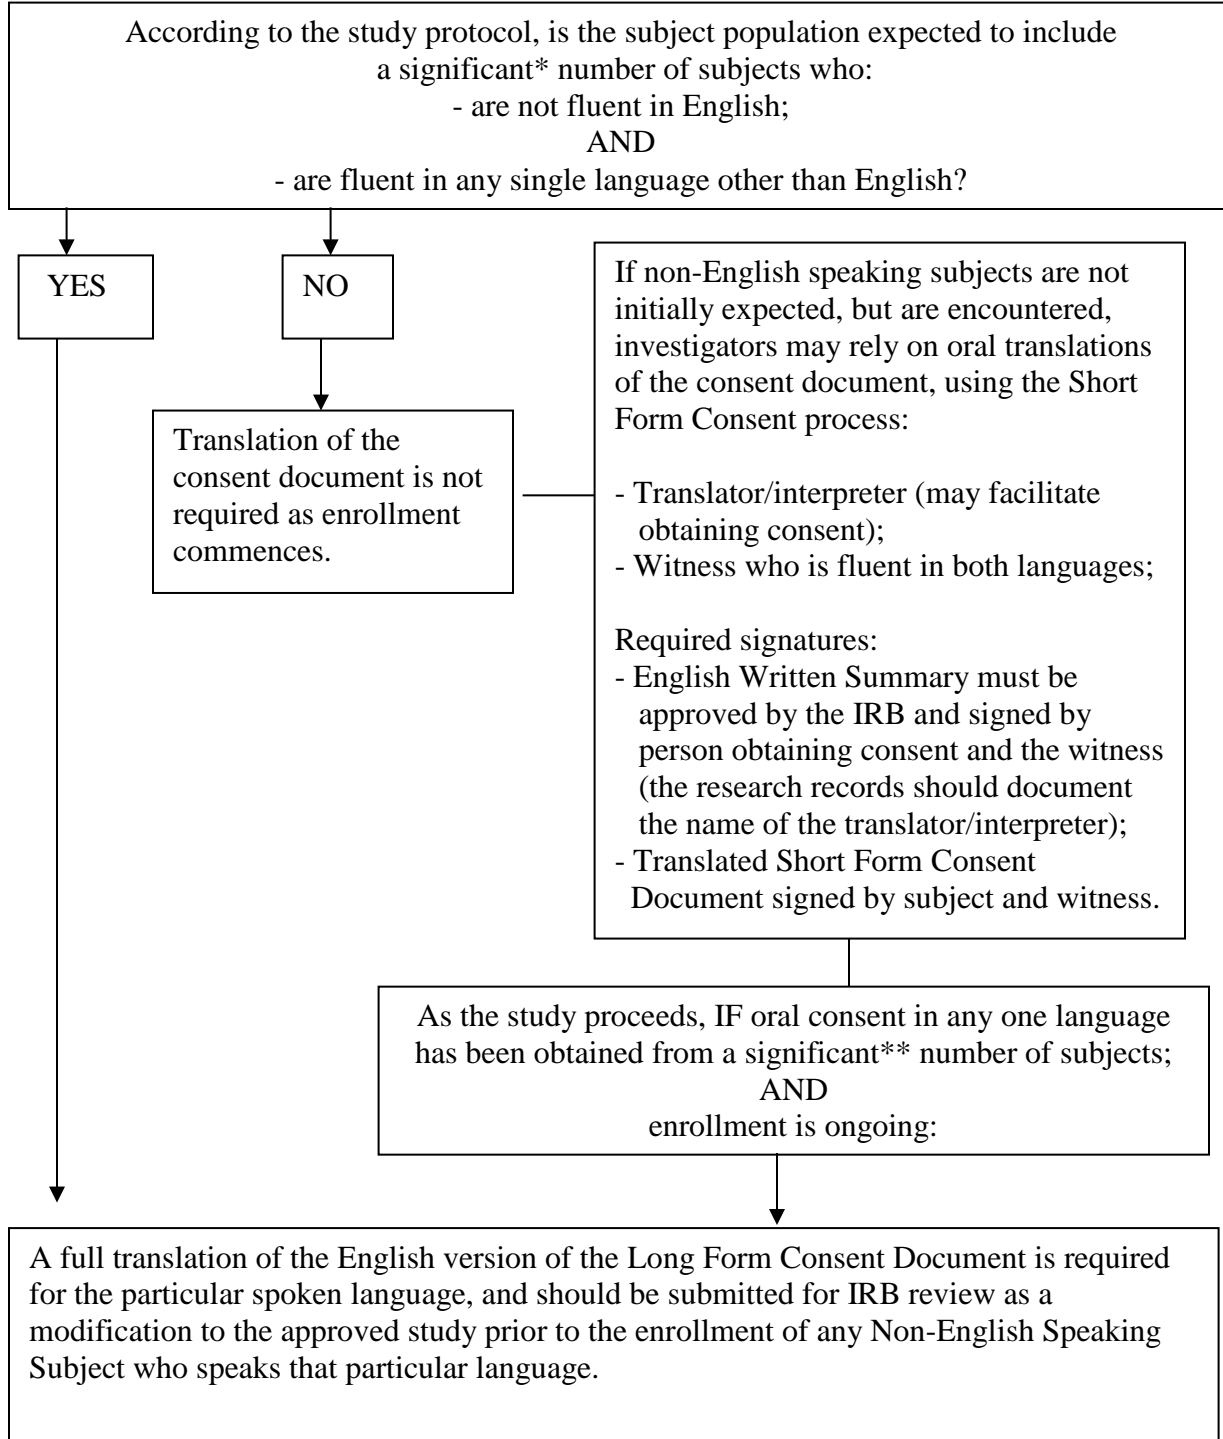 According to the study protocol, is the subject population expected to include
a significant* number of subjects who:
- are not fluent in English;
AND
- are fluent in any single language other than English?
YES
NO
Translation of the
consent document is not
required as enrollment
commences.
If non-English speaking subjects are not
initially expected, but are encountered,
investigators may rely on oral translations
of the consent document, using the Short
Form Consent process:
- Translator/interpreter (may facilitate
obtaining consent);
- Witness who is fluent in both languages;
Required signatures:
- English Written Summary must be
approved by the IRB and signed by
person obtaining consent and the witness
(the research records should document
the name of the translator/interpreter);
- Translated Short Form Consent
Document signed by subject and witness.
As the study proceeds, IF oral consent in any one language
has been obtained from a significant** number of subjects;
AND
enrollment is ongoing:
A full translation of the English version of the Long Form Consent Document is required
for the particular spoken language, and should be submitted for IRB review as a
modification to the approved study prior to the enrollment of any Non-English Speaking
Subject who speaks that particular language.